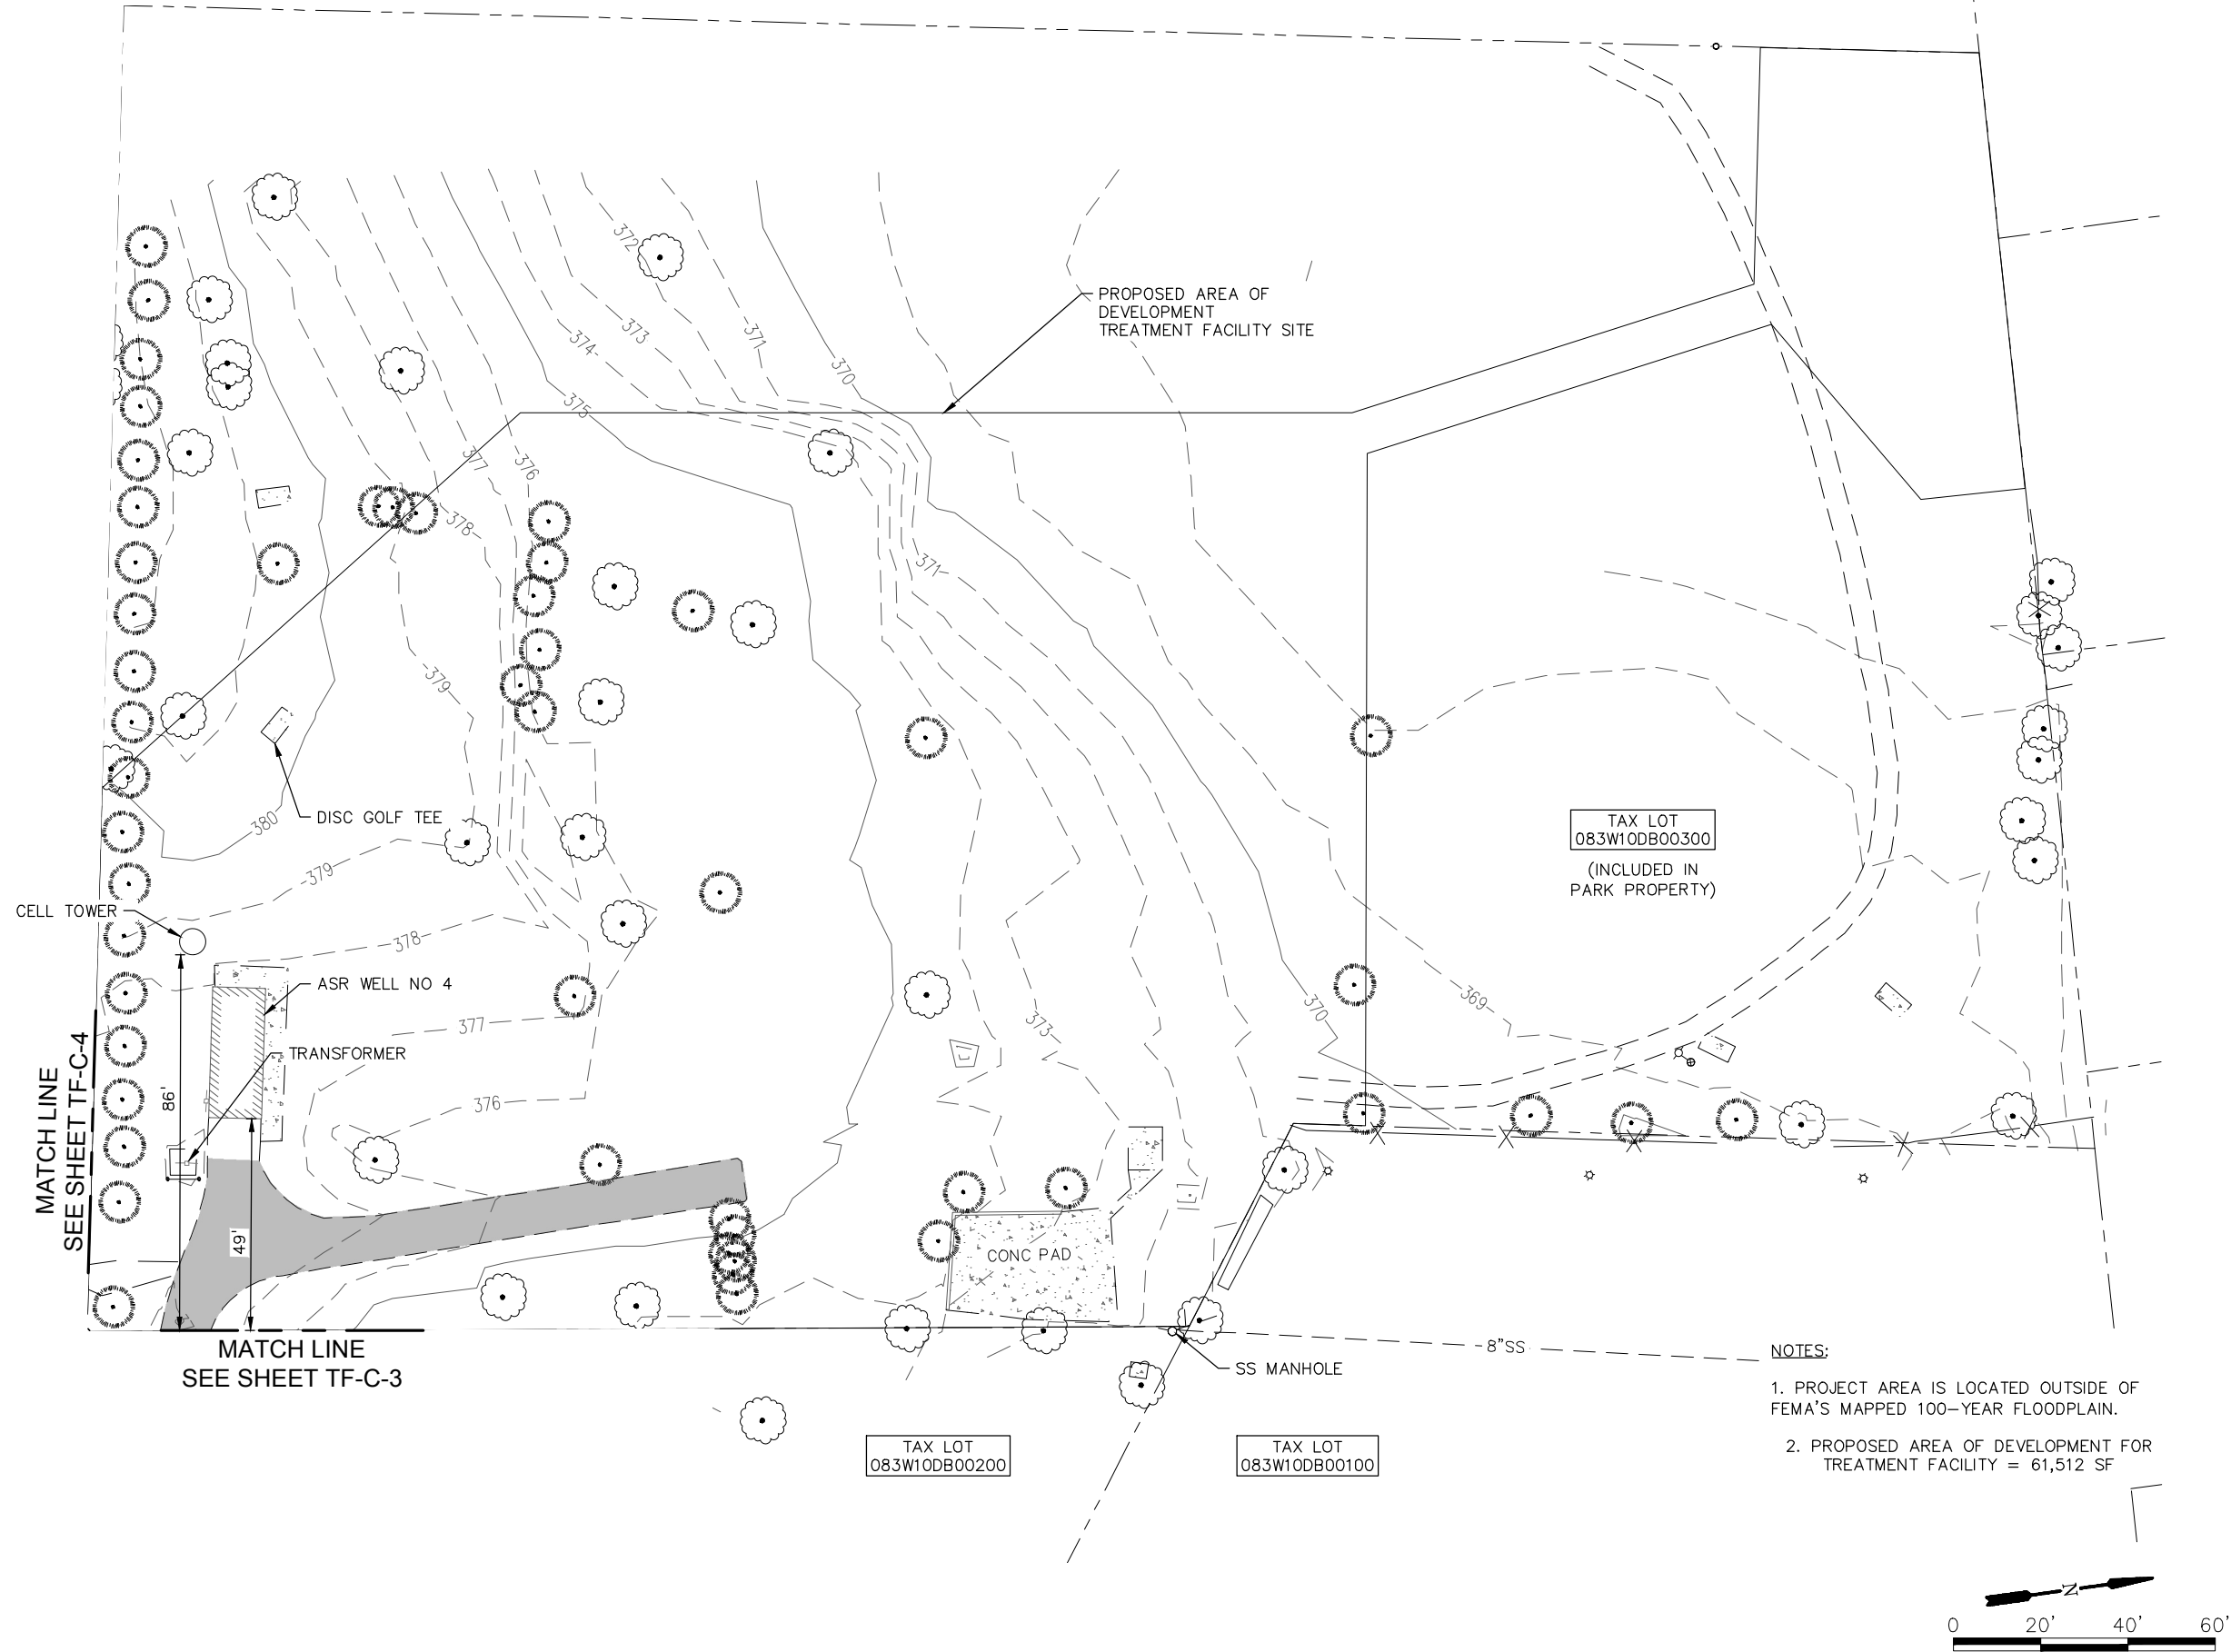 372
PROPOSED AREA OF
DEVELOPMENT
TREATMENT FACILITY SITE
373
371
374
370
375
377
376
378
371
379
DISC GOLF TEE
380
TAX LOT
083W10DB00300
(INCLUDED IN
PARK PROPERTY)
379
CELL TOWER
378
ASR WELL NO 4
377
373
370
369
TRANSFORMER
MATCH LINE
SEE SHEET TF-C-4
86'
376
49'
CONC PAD
MATCH LINE
SEE SHEET TF-C-3
8"SS
SS MANHOLE
NOTES:
1. PROJECT AREA IS LOCATED OUTSIDE OF
FEMA'S MAPPED 100-YEAR FLOODPLAIN.
2. PROPOSED AREA OF DEVELOPMENT FOR
TREATMENT FACILITY = 61,512 SF
TAX LOT
083W10DB00200
TAX LOT
083W10DB00100
N
0 20' 40' 60'